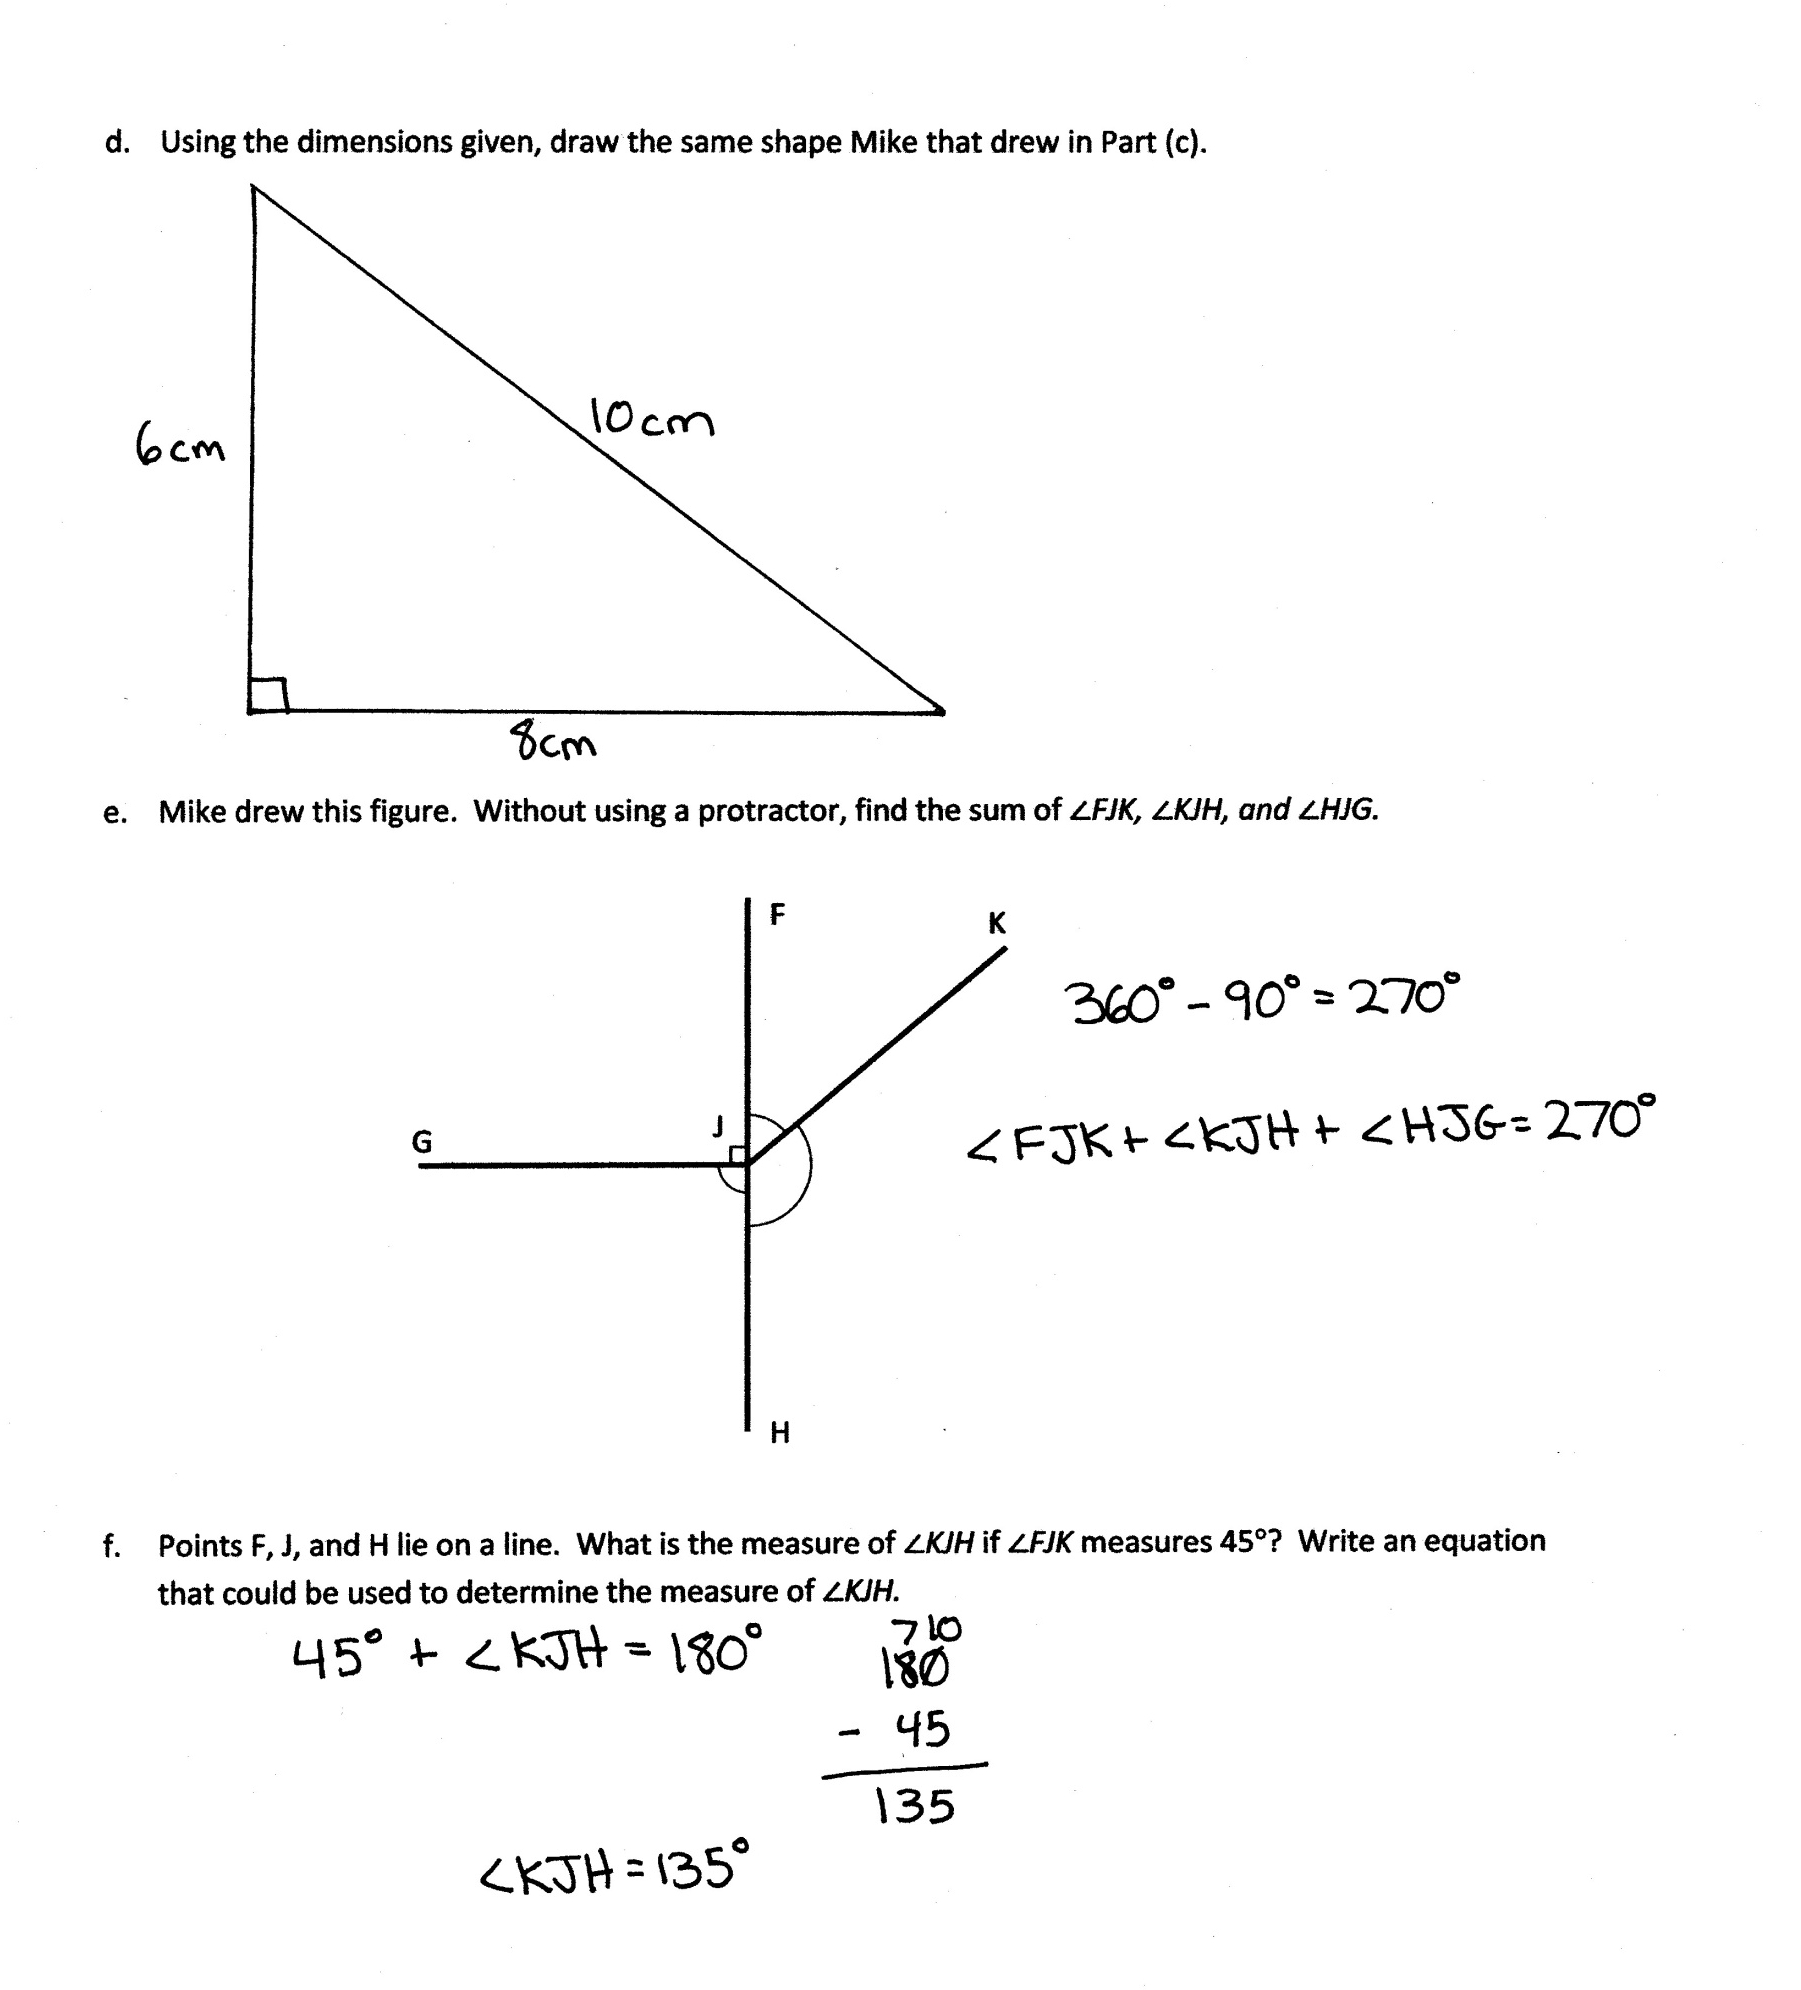 d. Using the dimensions given, draw the same shape Mike that drew in Part (c).
10cm
6cm
8cm
e. Mike drew this figure. Without using a protractor, find the sum of ∠FJK, ∠KJH, and ∠HJG.
F
K
360° - 90° = 270°
J
G
<FJK + <KJH + <HJG = 270°
H
f. Points F, J, and H lie on a line. What is the measure of ∠KJH if ∠FJK measures 45°? Write an equation
that could be used to determine the measure of ∠KJH.
45° + <KJH = 180°
7 10
180
- 45
135
<KJH = 135°